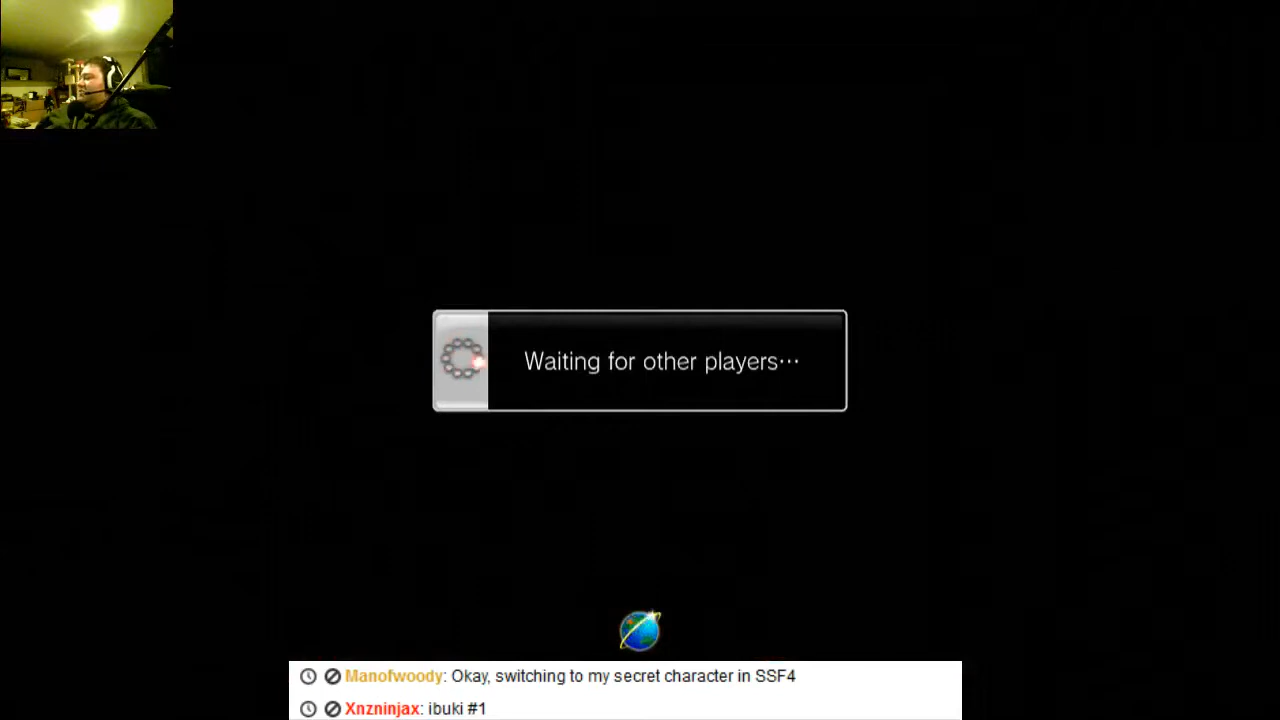 Waiting for other players…
Manofwoody: Okay, switching to my secret character in SSF4
Xnzninjax: ibuki #1